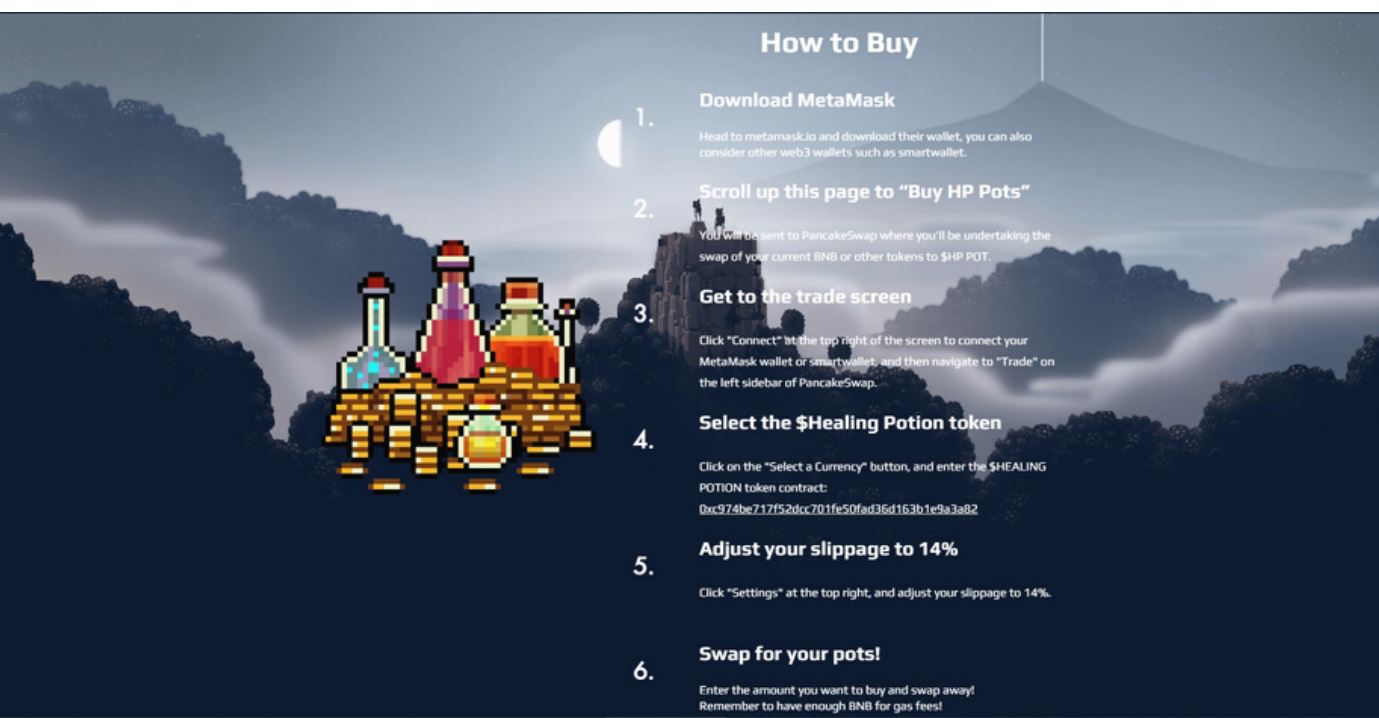 How to Buy
1.
Download MetaMask
Head to metamask.io and download their wallet, you can also
consider other web3 wallets such as smartwallet.
2.
Scroll up this page to “Buy HP Pots”
You will be sent to PancakeSwap where you'll be undertaking the
swap of your current BNB or other tokens to $HP POT.
3.
Get to the trade screen
Click "Connect" at the top right of the screen to connect your
MetaMask wallet or smartwallet, and then navigate to "Trade" on
the left sidebar of PancakeSwap.
4.
Select the $Healing Potion token
Click on the "Select a Currency" button, and enter the $HEALING
POTION token contract:
0xc974be717f52dcc701fe50fad36d163b1e9a3a82
5.
Adjust your slippage to 14%
Click "Settings" at the top right, and adjust your slippage to 14%.
6.
Swap for your pots!
Enter the amount you want to buy and swap away!
Remember to have enough BNB for gas fees!